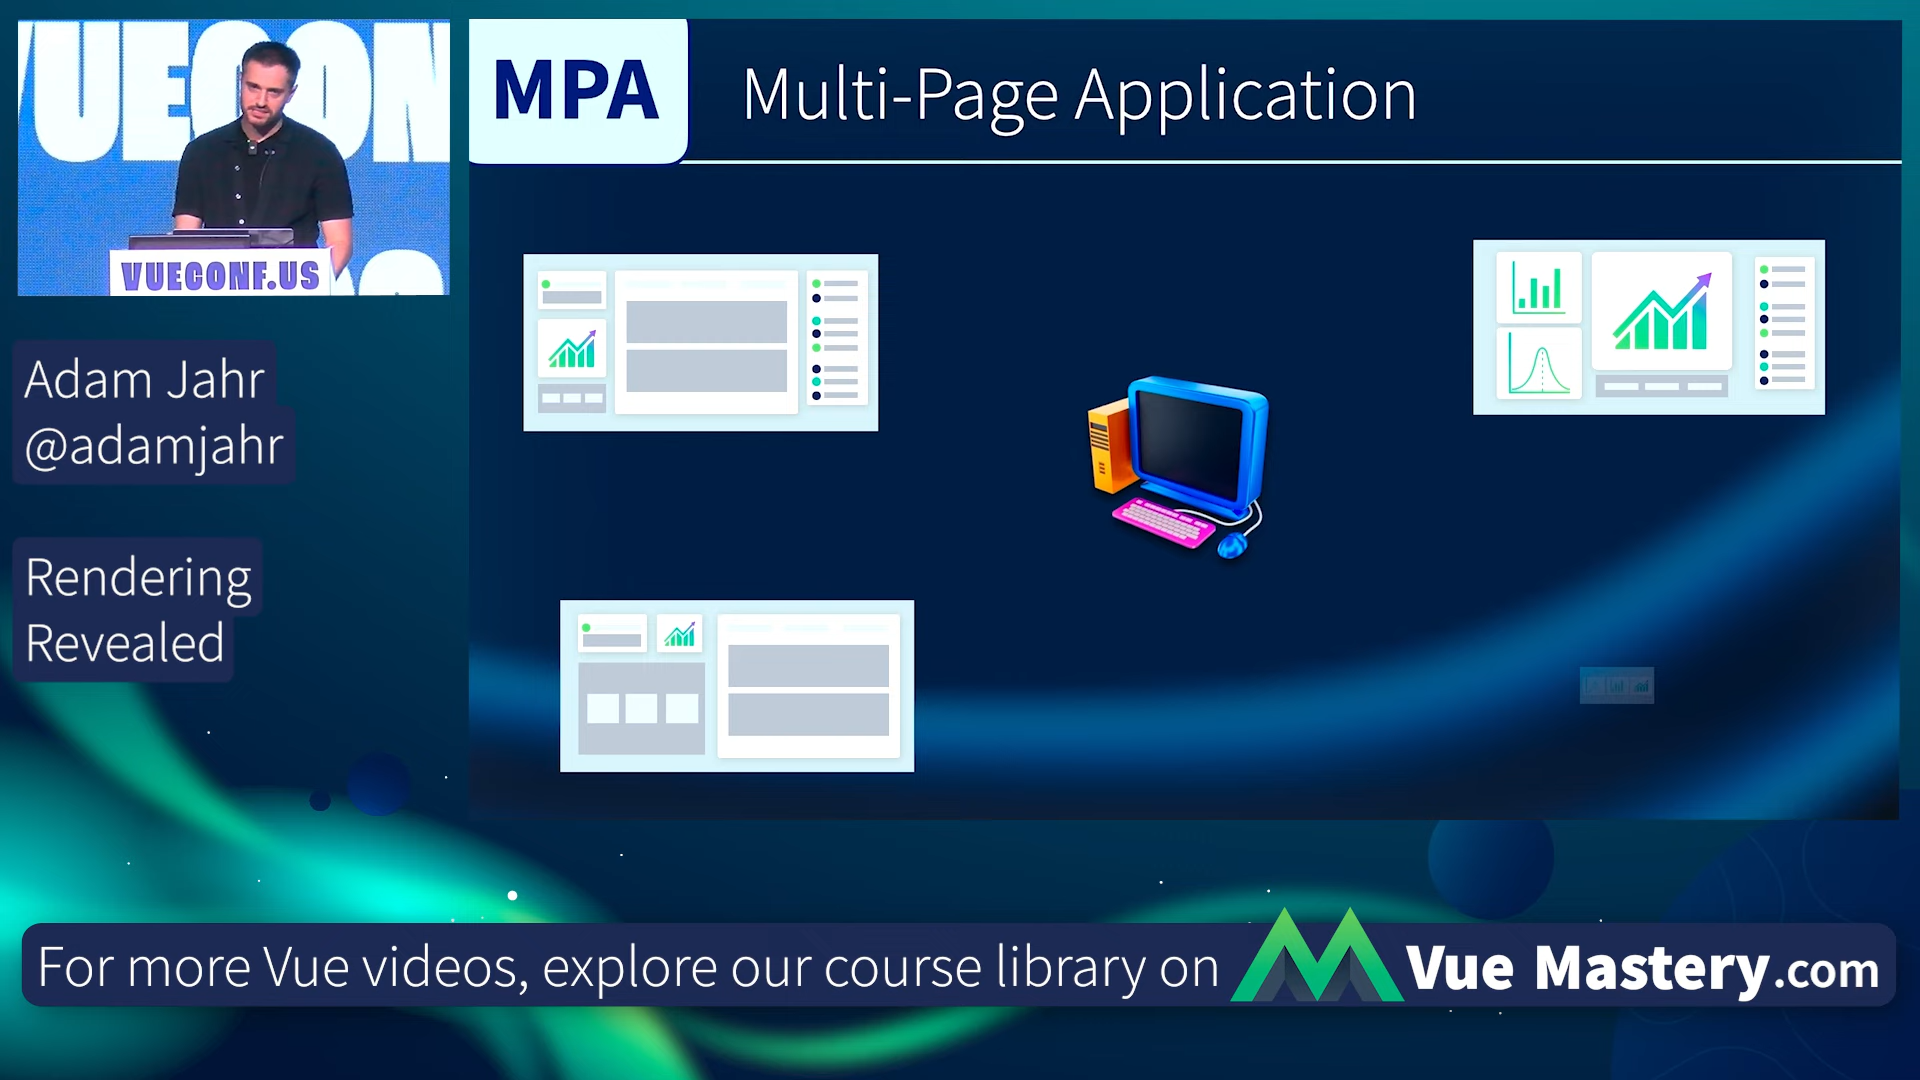 VUECON
VUECONF.US
MPA
Multi-Page Application
Adam Jahr
@adamjahr
Rendering
Revealed
For more Vue videos, explore our course library on Vue Mastery.com